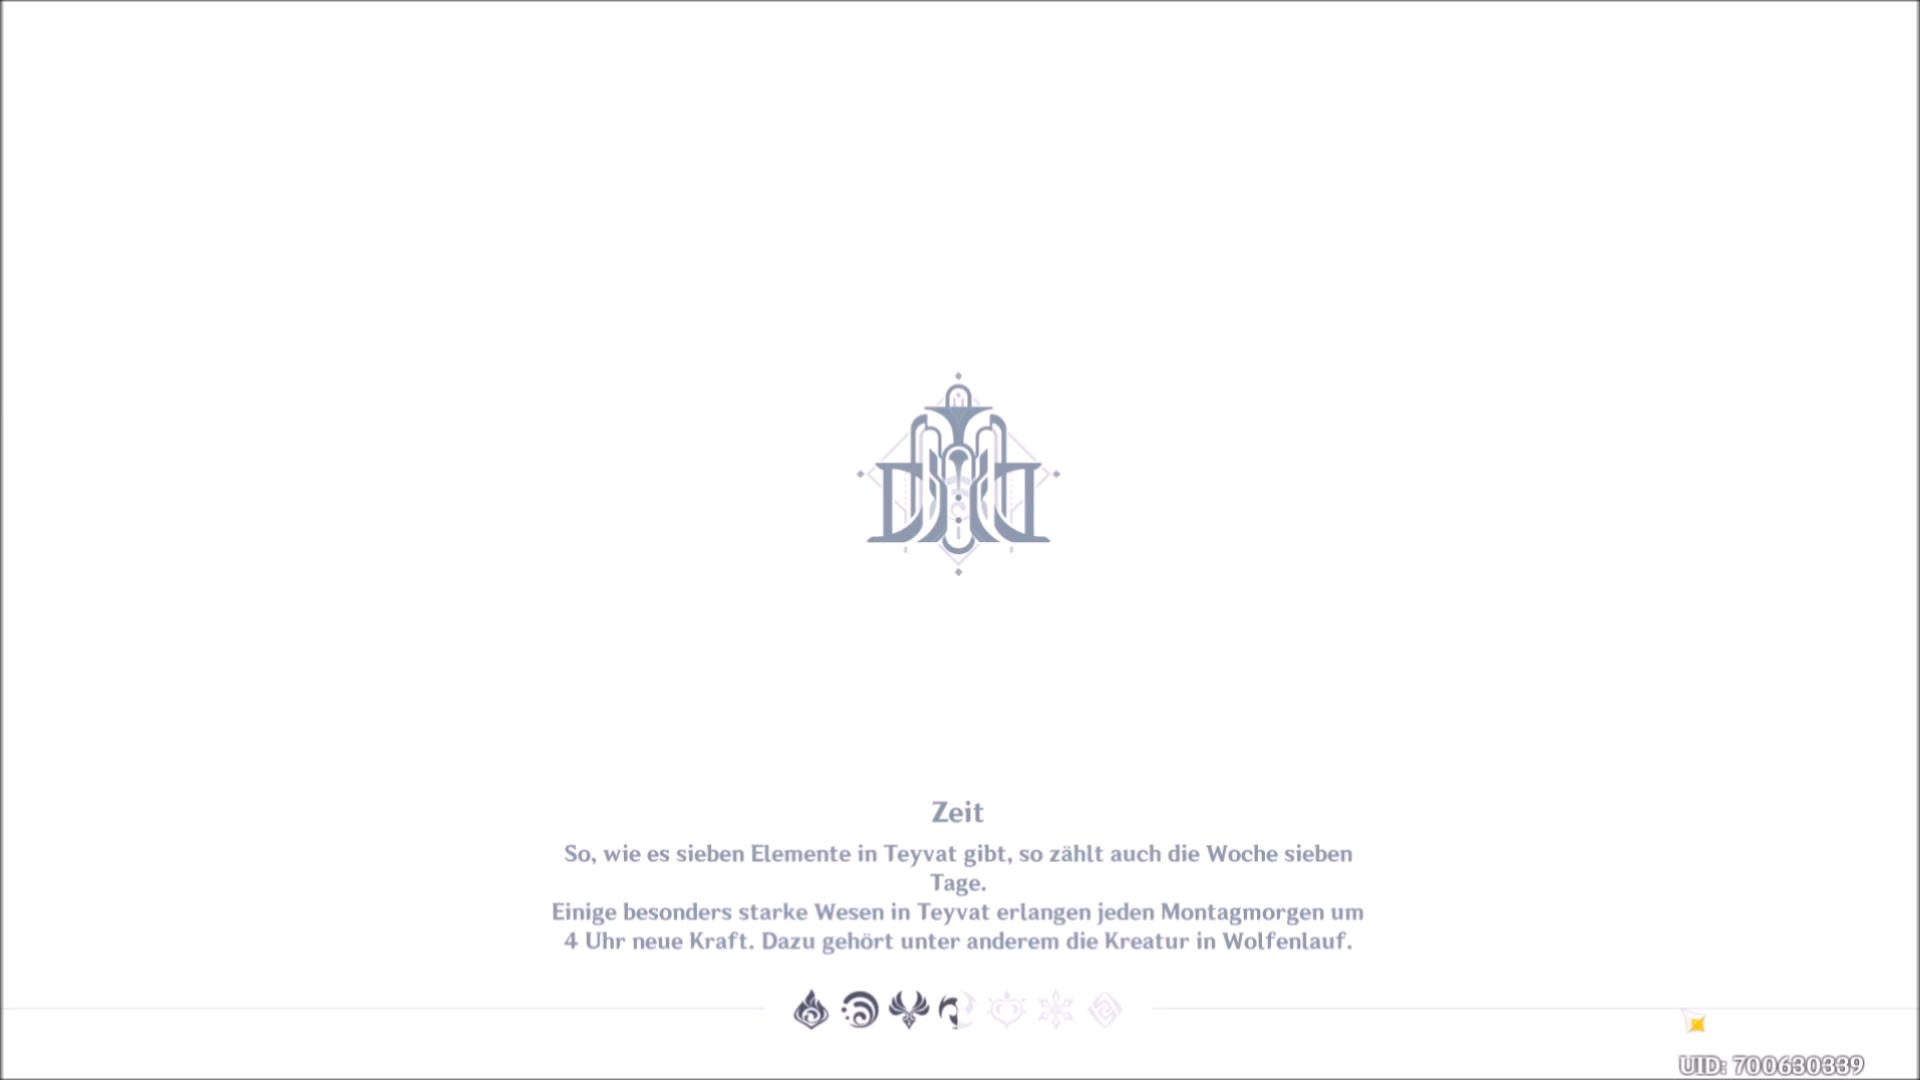 Zeit
So, wie es sieben Elemente in Teyvat gibt, so zählt auch die Woche sieben
Tage.
Einige besonders starke Wesen in Teyvat erlangen jeden Montagmorgen um
4 Uhr neue Kraft. Dazu gehört unter anderem die Kreatur in Wolfenlauf.
UID: 700630339